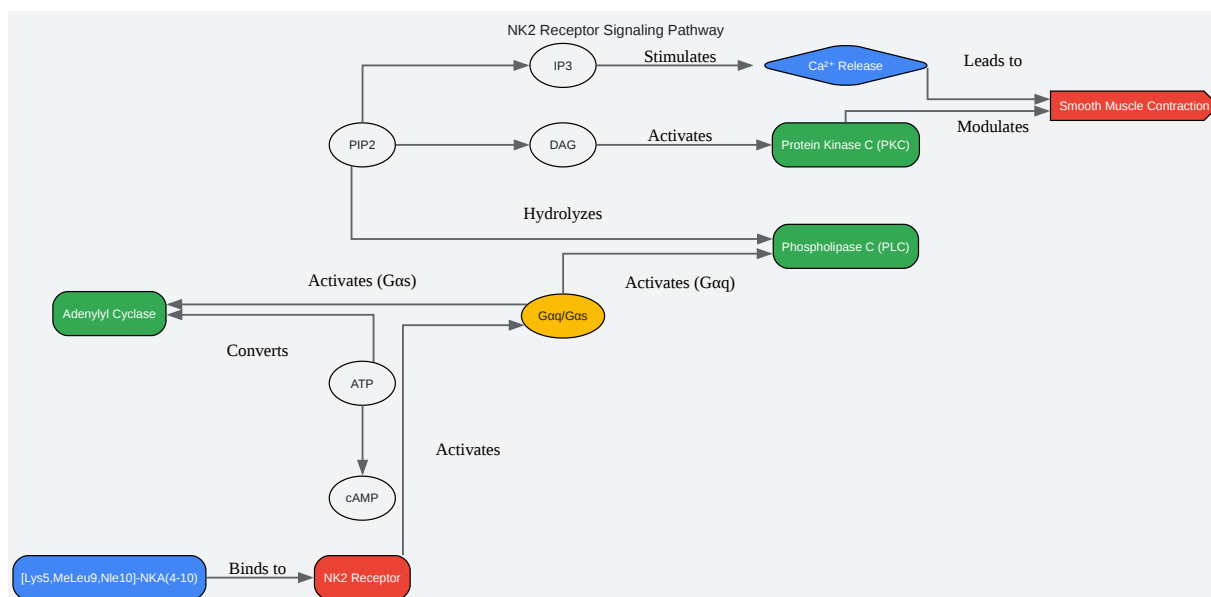 NK2 Receptor Signaling Pathway
IP3
Stimulates
Ca²⁺ Release
Leads to
Smooth Muscle Contraction
PIP2
DAG
Activates
Protein Kinase C (PKC)
Modulates
Hydrolyzes
Phospholipase C (PLC)
Activates (Gαs)
Activates (Gαq)
Adenylyl Cyclase
Gαq/Gαs
Converts
ATP
Activates
cAMP
[Lys5,MeLeu9,Nle10]-NKA(4-10)
Binds to
NK2 Receptor